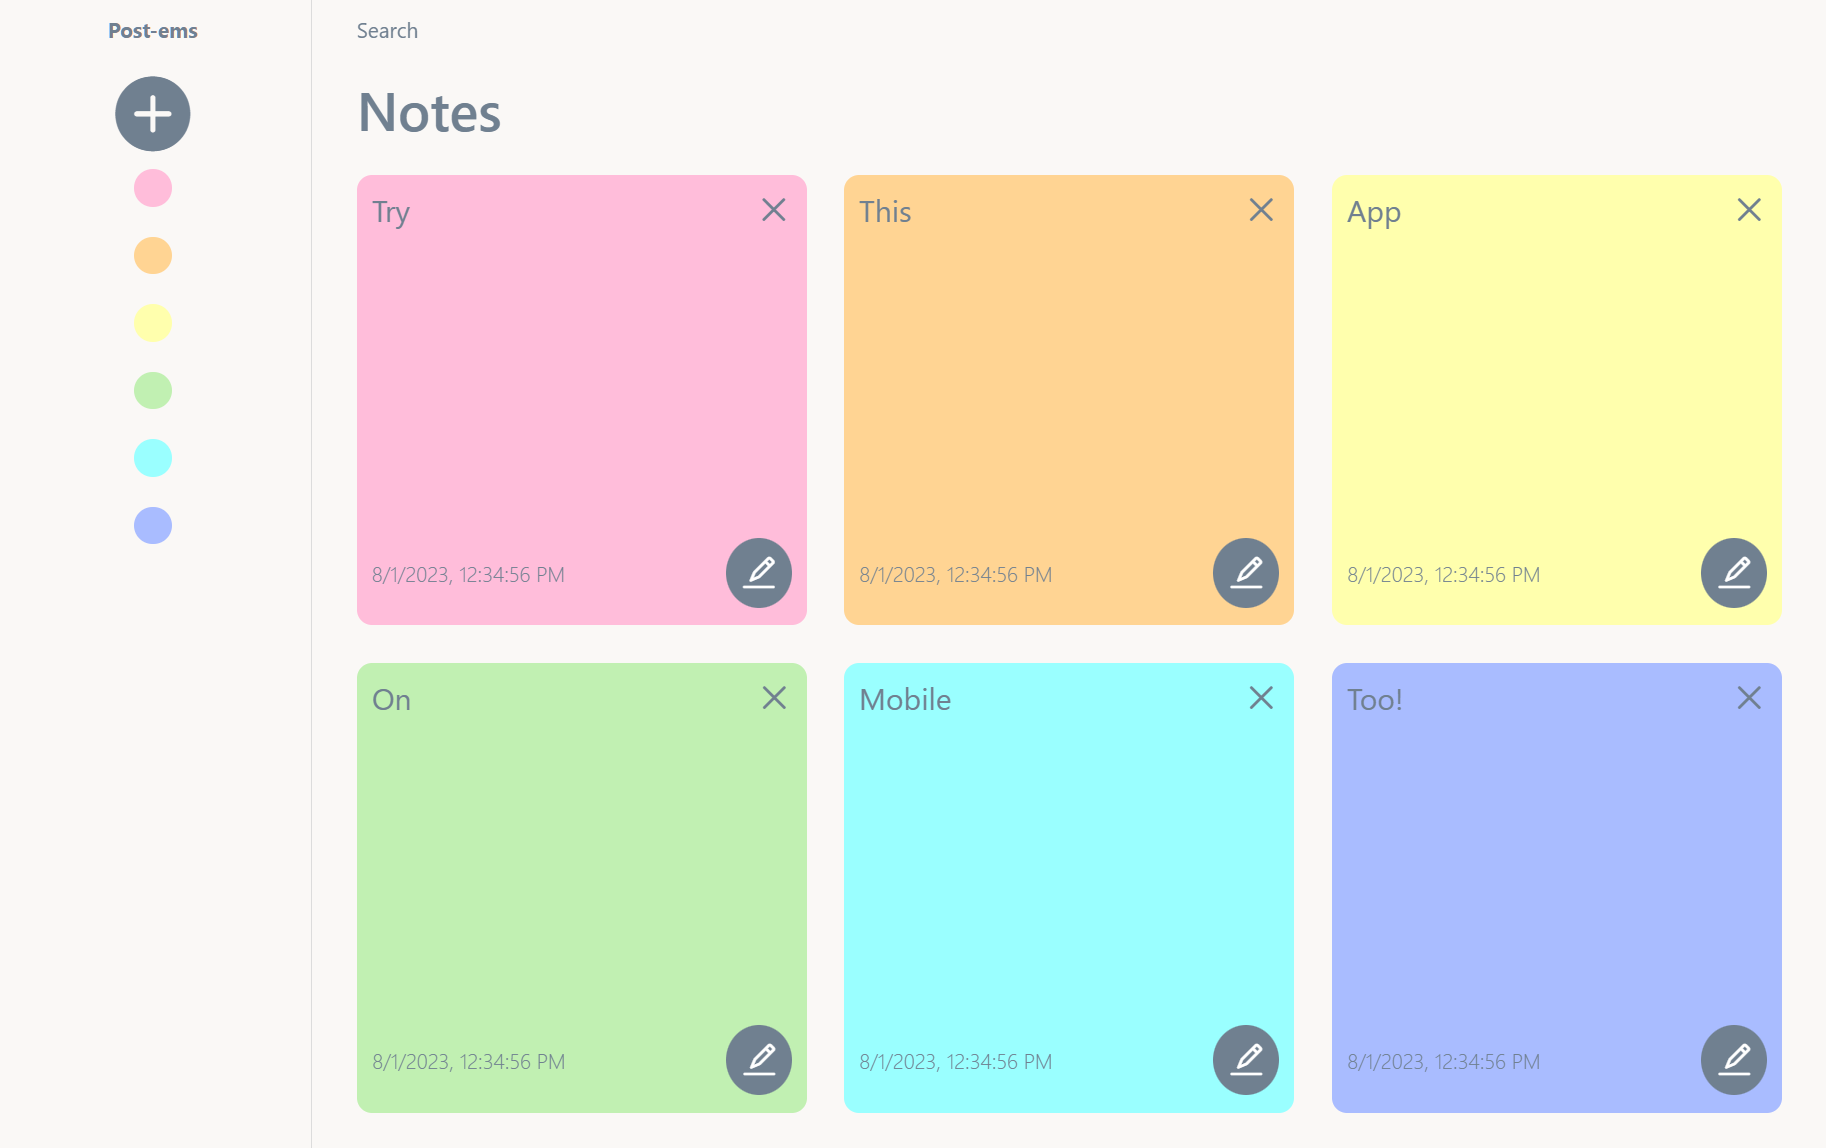 Post-ems
Search
Notes
Try
This
App
8/1/2023, 12:34:56 PM
8/1/2023, 12:34:56 PM
8/1/2023, 12:34:56 PM
On
Mobile
Too!
8/1/2023, 12:34:56 PM
8/1/2023, 12:34:56 PM
8/1/2023, 12:34:56 PM